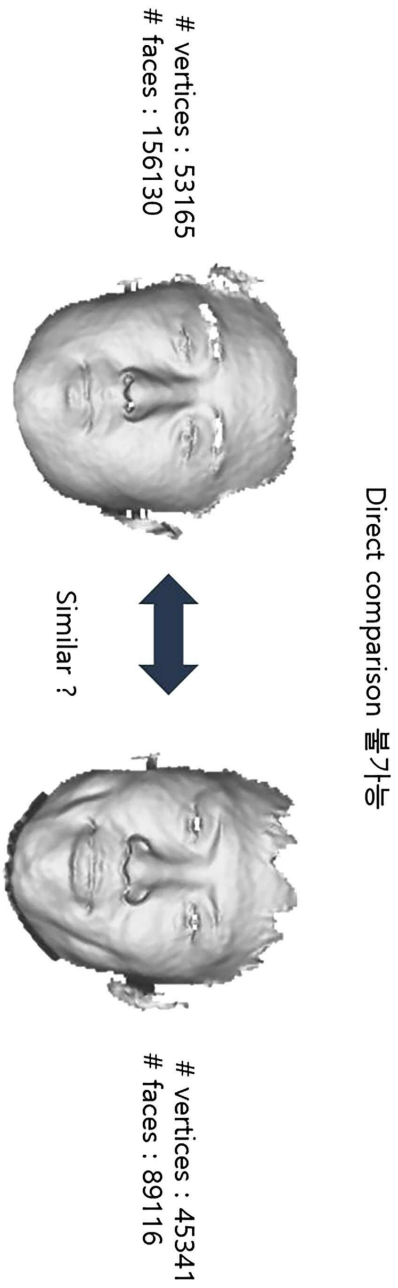 Direct comparison 불가능
# vertices : 53165
# faces : 156130
Similar ?
# vertices : 45341
# faces : 89116